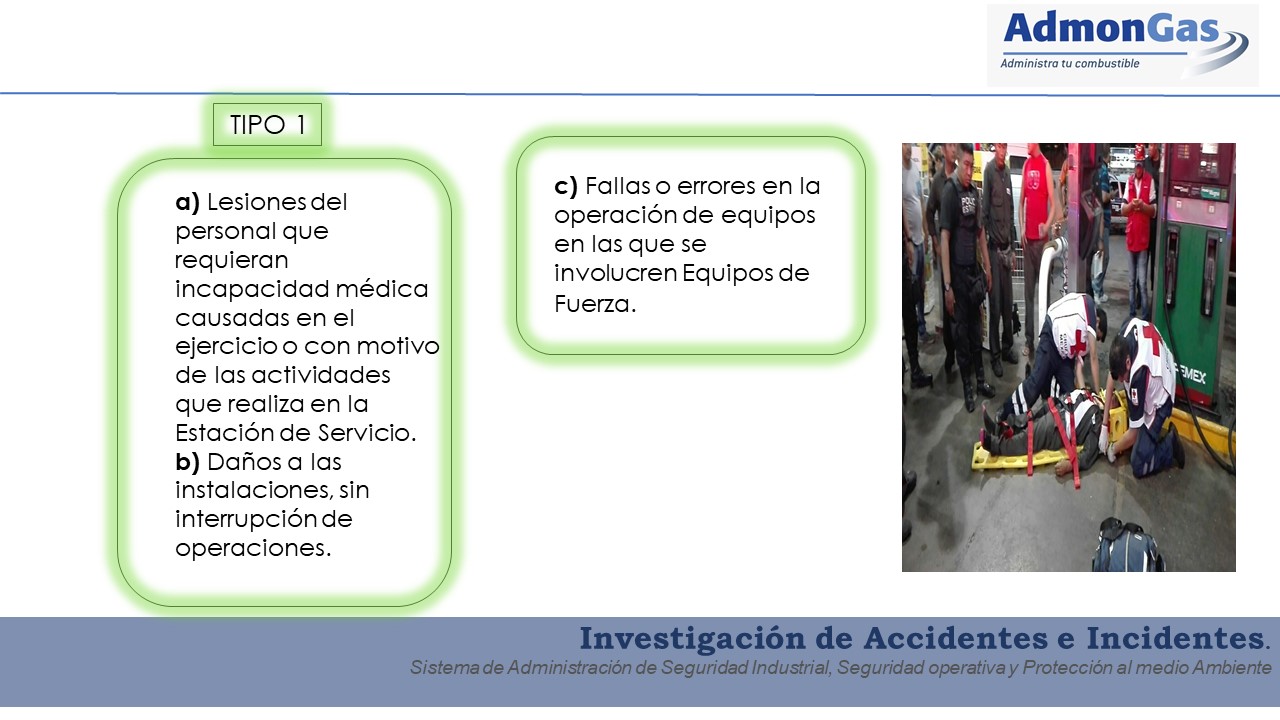 AdmonGas
Administra tu combustible
TIPO 1
a) Lesiones del
personal que
requieran
incapacidad médica
causadas en el
ejercicio o con motivo
de las actividades
que realiza en la
Estación de Servicio.
b) Daños a las
instalaciones, sin
interrupción de
operaciones.
c) Fallas o errores en la
operación de equipos
en las que se
involucren Equipos de
Fuerza.
PEMEX
Investigación de Accidentes e Incidentes.
Sistema de Administración de Seguridad Industrial, Seguridad operativa y Protección al medio Ambiente